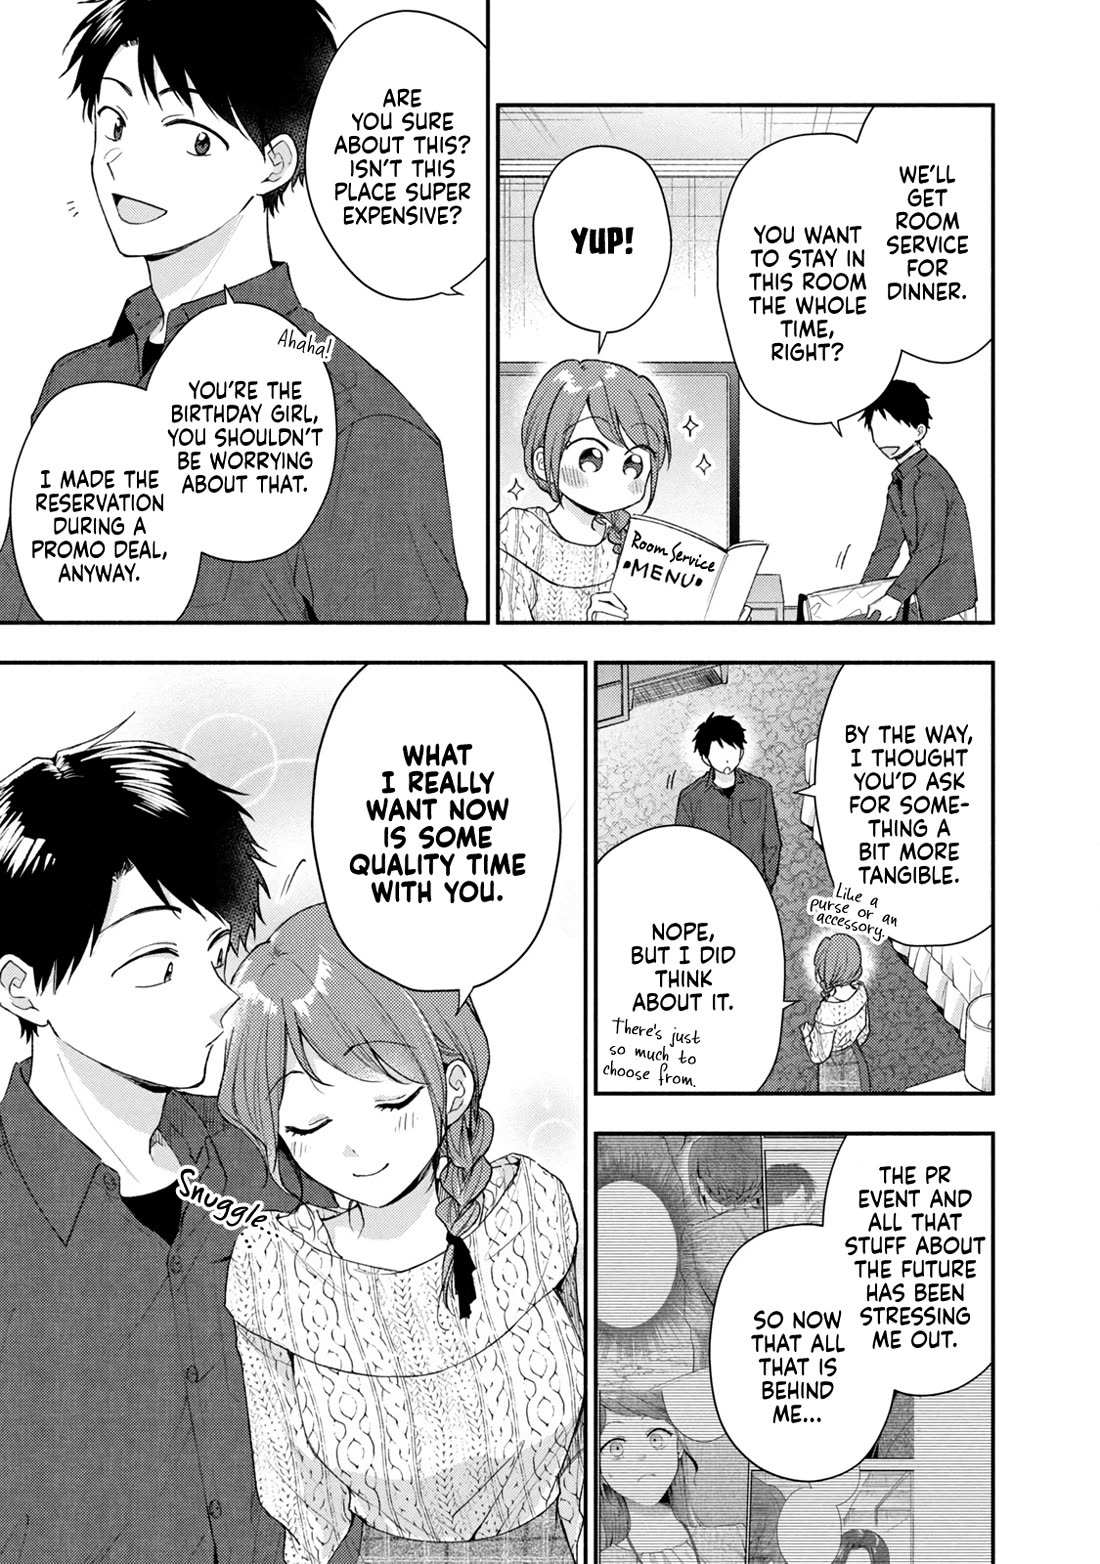 WE'LL
GET
ROOM
SERVICE
FOR
DINNER.
YOU WANT
TO STAY IN
THIS ROOM
THE WHOLE
TIME,
RIGHT?
YUP!
Room Service
•MENU•
ARE
YOU SURE
ABOUT THIS?
ISN'T THIS
PLACE SUPER
EXPENSIVE?
Ahaha!
YOU'RE THE
BIRTHDAY GIRL,
YOU SHOULDN'T
BE WORRYING
ABOUT THAT.
I MADE THE
RESERVATION
DURING A
PROMO DEAL,
ANYWAY.
BY THE WAY,
I THOUGHT
YOU'D ASK
FOR SOME-
THING A
BIT MORE
TANGIBLE.
Like a
purse or an
accessory.
NOPE,
BUT I DID
THINK
ABOUT IT.
There's just
so much to
choose from.
THE PR
EVENT AND
ALL THAT
STUFF ABOUT
THE FUTURE
HAS BEEN
STRESSING
ME OUT.
SO NOW
THAT ALL
THAT IS
BEHIND
ME...
WHAT
I REALLY
WANT NOW
IS SOME
QUALITY TIME
WITH YOU.
Snuggle...